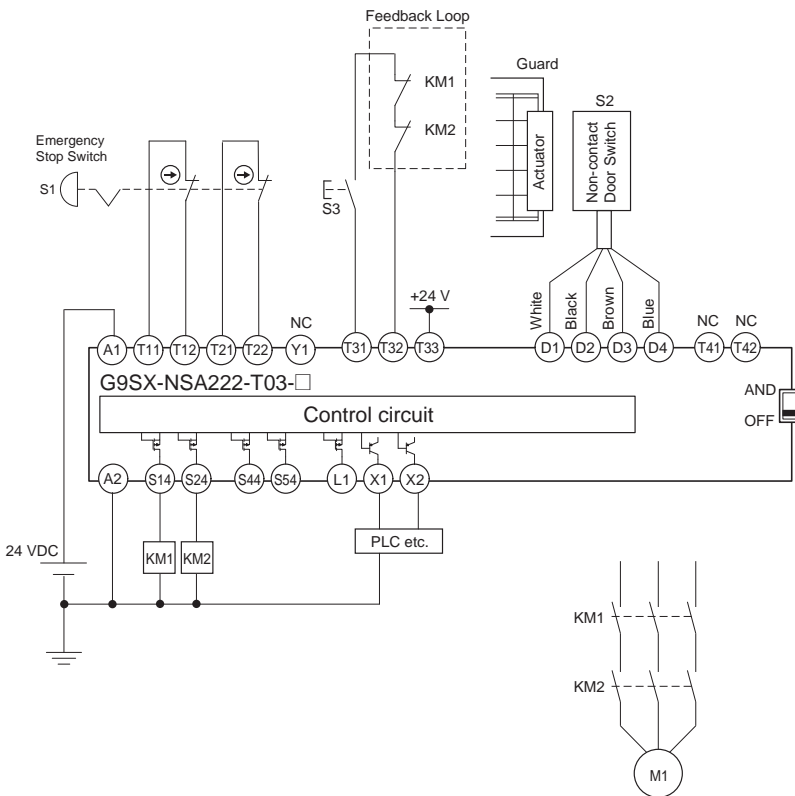 Feedback Loop
KM1
KM2
Guard
Actuator
S2
Non-contact
Door Switch
Emergency
Stop Switch
S1
S3
+24 V
White
Black
Brown
Blue
NC
NC
NC
A1
T11
T12
T21
T22
Y1
T31
T32
T33
D1
D2
D3
D4
T41
T42
G9SX-NSA222-T03-□
Control circuit
AND
OFF
A2
S14
S24
S44
S54
L1
X1
X2
24 VDC
KM1
KM2
PLC etc.
KM1
KM2
M1